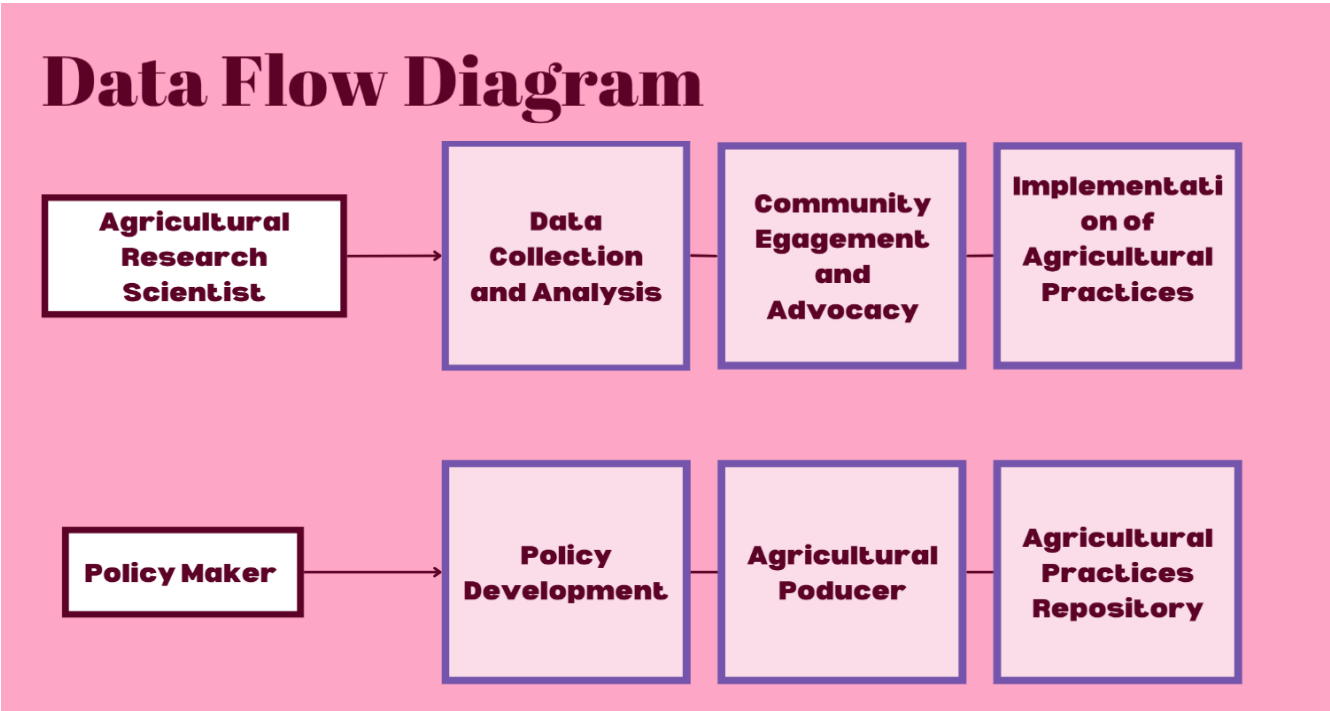 Data Flow Diagram
Agricultural
Research
Scientist
Data
Collection
and Analysis
Community
Egagement
and
Advocacy
Implementati
on of
Agricultural
Practices
Policy Maker
Policy
Development
Agricultural
Poducer
Agricultural
Practices
Repository